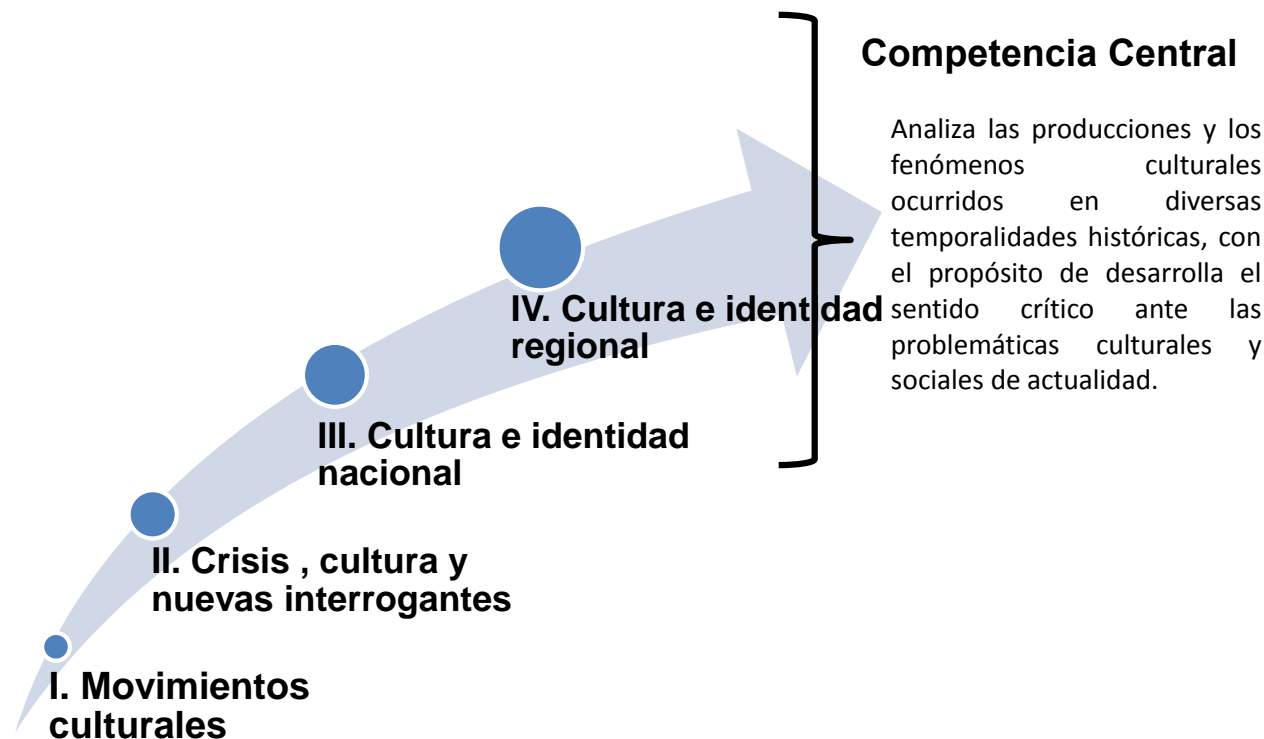 Competencia Central
Analiza las producciones y los
fenómenos culturales
ocurridos en diversas
temporalidades históricas, con
el propósito de desarrolla el
sentido crítico ante las
problemáticas culturales y
sociales de actualidad.
IV. Cultura e identidad
regional
III. Cultura e identidad
nacional
II. Crisis , cultura y
nuevas interrogantes
I. Movimientos
culturales